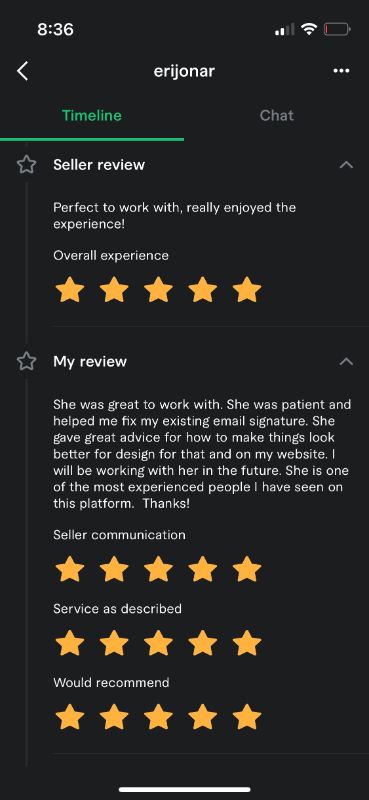 8:36
erijonar
Timeline
Chat
Seller review
Perfect to work with, really enjoyed the
experience!
Overall experience
My review
She was great to work with. She was patient and
helped me fix my existing email signature. She
gave great advice for how to make things look
better for design for that and on my website. I
will be working with her in the future. She is one
of the most experienced people I have seen on
this platform.  Thanks!
Seller communication
Service as described
Would recommend